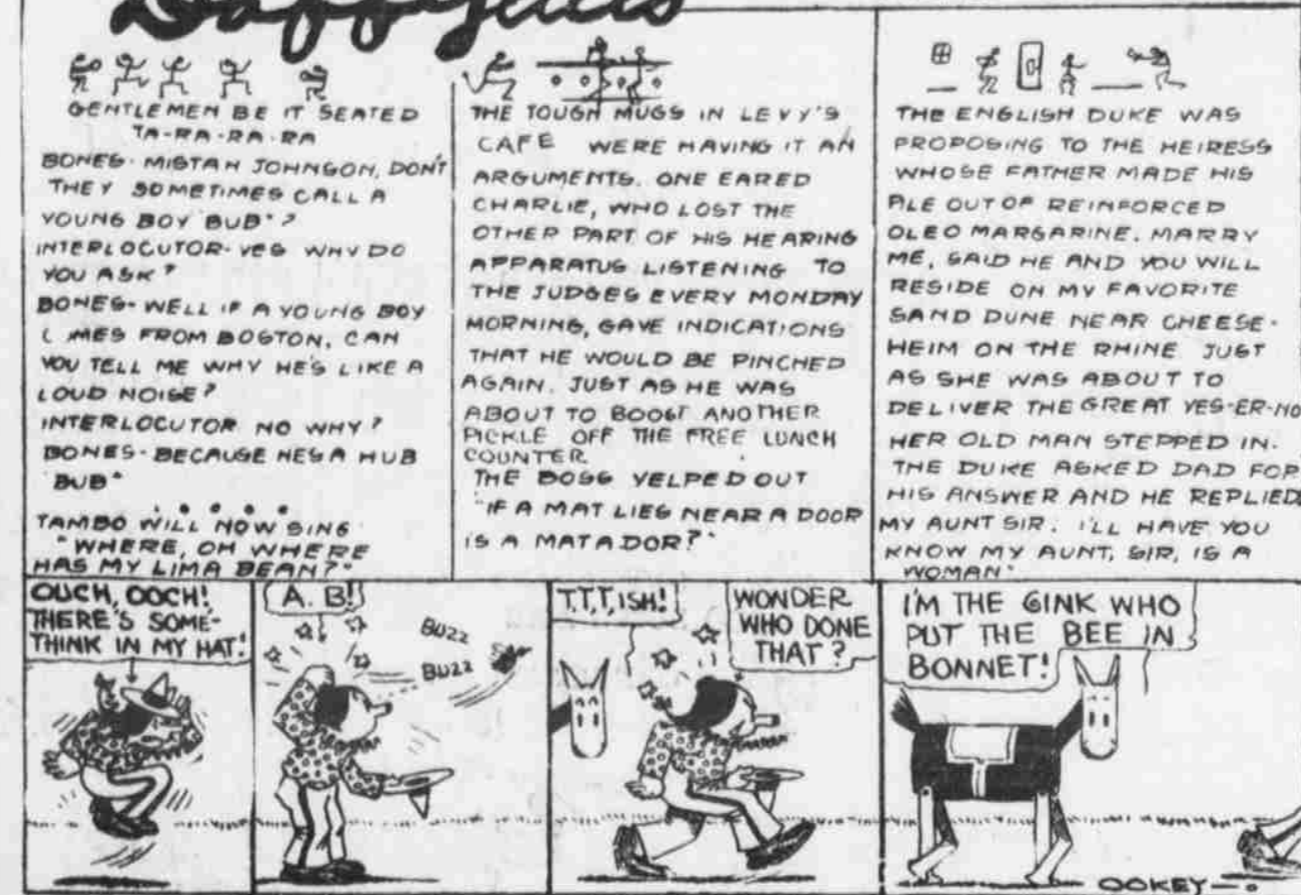 Daffydills
GENTLEMEN BE IT SEATED
TA-RA-RA-RA
BONES- MISTAH JOHNSON, DON'T
THEY SOMETIMES CALL A
YOUNG BOY "BUB"?
INTERLOCUTOR- YES WHY DO
YOU ASK?
BONES- WELL IF A YOUNG BOY
C MES FROM BOSTON, CAN
YOU TELL ME WHY HE'S LIKE A
LOUD NOISE?
INTERLOCUTOR NO WHY?
BONES- BECAUSE HES A HUB
BUB"
TAMBO WILL NOW SING
"WHERE, OH WHERE
HAS MY LIMA BEAN?"
THE TOUGH MUGS IN LEVY'S
CAFE WERE HAVING IT AN
ARGUMENTS. ONE EARED
CHARLIE, WHO LOST THE
OTHER PART OF HIS HEARING
APPARATUS LISTENING TO
THE JUDGES EVERY MONDAY
MORNING, GAVE INDICATIONS
THAT HE WOULD BE PINCHED
AGAIN. JUST AS HE WAS
ABOUT TO BOOST ANOTHER
PICKLE OFF THE FREE LUNCH
COUNTER
THE BOSS YELPED OUT
"IF A MAT LIES NEAR A DOOR
IS A MATADOR?"
THE ENGLISH DUKE WAS
PROPOSING TO THE HEIRESS
WHOSE FATHER MADE HIS
PILE OUT OF REINFORCED
OLEO MARGARINE. MARRY
ME, SAID HE AND YOU WILL
RESIDE ON MY FAVORITE
SAND DUNE NEAR CHEESE-
HEIM ON THE RHINE JUST
AS SHE WAS ABOUT TO
DELIVER THE GREAT YES-ER-NO
HER OLD MAN STEPPED IN.
THE DUKE ASKED DAD FOR
HIS ANSWER AND HE REPLIED
MY AUNT SIR. I'LL HAVE YOU
KNOW MY AUNT, SIR, IS A
WOMAN"
OUCH, OOCH!
THERE'S SOME-
THINK IN MY HAT!
A. B!
BUZZ
BUZZ
T.T.T, ISH!
WONDER
WHO DONE
THAT?
I'M THE GINK WHO
PUT THE BEE IN
BONNET!
OOKEY